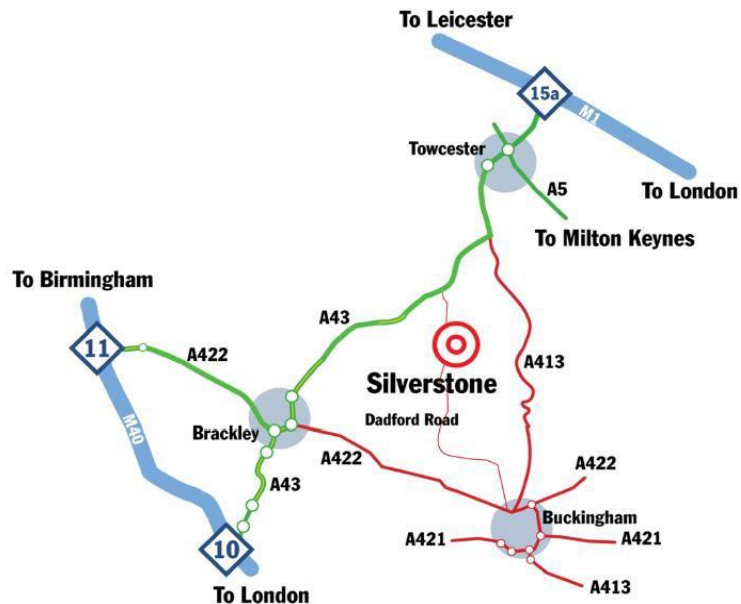 To Leicester
15a
M1
Towcester
A5
To London
To Milton Keynes
To Birmingham
11
A422
A43
A413
Silverstone
Dadford Road
M40
Brackley
A422
A422
A43
Buckingham
A421
A421
10
A413
To London